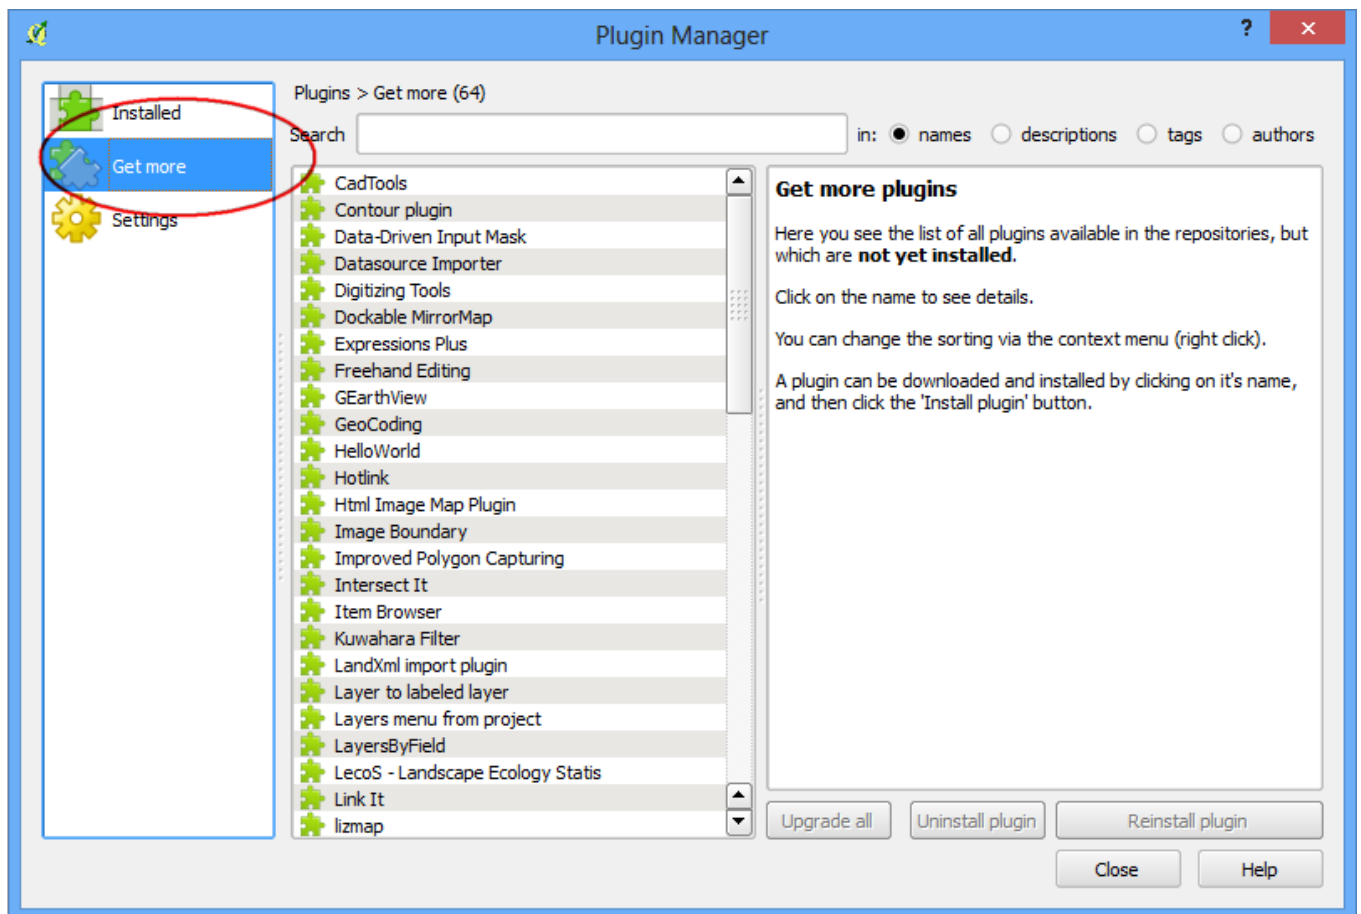 Plugin Manager
?
Installed
Get more
Settings
Plugins > Get more (64)
Search
in: names descriptions tags authors
CadTools
Contour plugin
Data-Driven Input Mask
Datasource Importer
Digitizing Tools
Dockable MirrorMap
Expressions Plus
Freehand Editing
GEarthView
GeoCoding
HelloWorld
Hotlink
Html Image Map Plugin
Image Boundary
Improved Polygon Capturing
Intersect It
Item Browser
Kuwahara Filter
LandXml import plugin
Layer to labeled layer
Layers menu from project
LayersByField
LecoS - Landscape Ecology Statis
Link It
lizmap
Get more plugins
Here you see the list of all plugins available in the repositories, but
which are not yet installed.
Click on the name to see details.
You can change the sorting via the context menu (right click).
A plugin can be downloaded and installed by clicking on it's name,
and then click the 'Install plugin' button.
Upgrade all
Uninstall plugin
Reinstall plugin
Close
Help